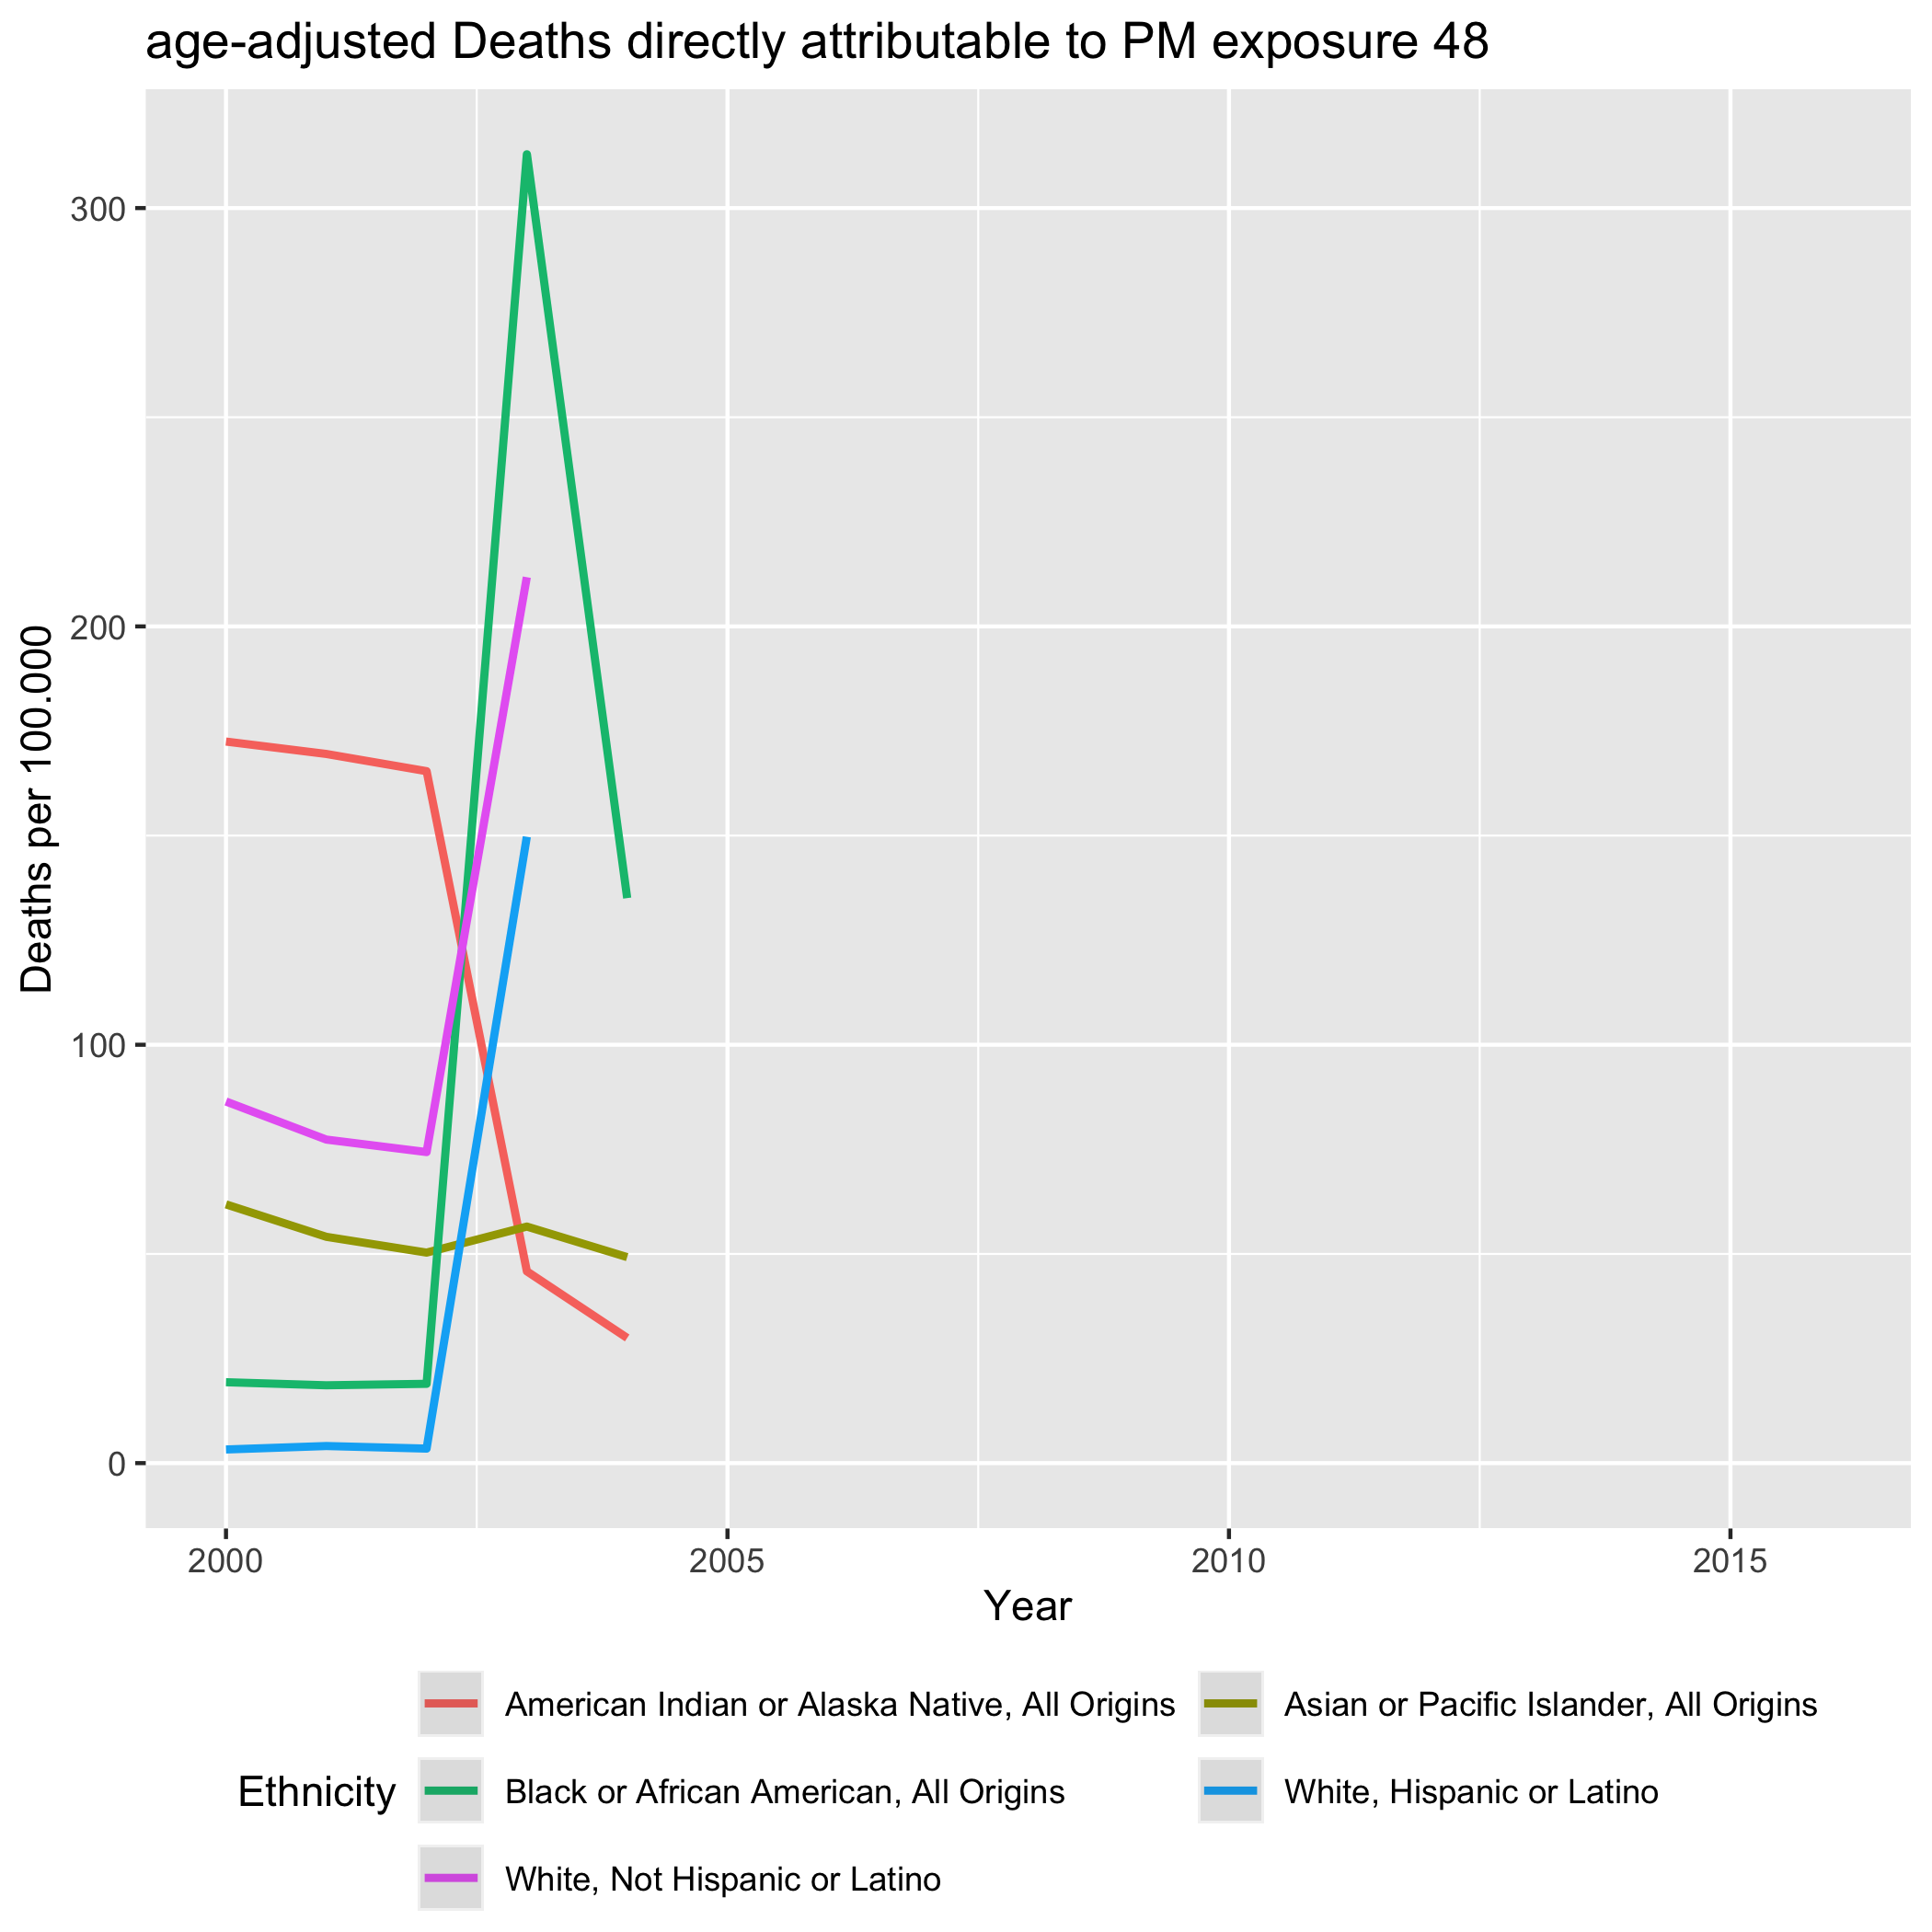 age-adjusted Deaths directly attributable to PM exposure 48
Deaths per 100.000
300
200
100
0
2000 2005 2010 2015
Year
Ethnicity
American Indian or Alaska Native, All Origins
Asian or Pacific Islander, All Origins
Black or African American, All Origins
White, Hispanic or Latino
White, Not Hispanic or Latino